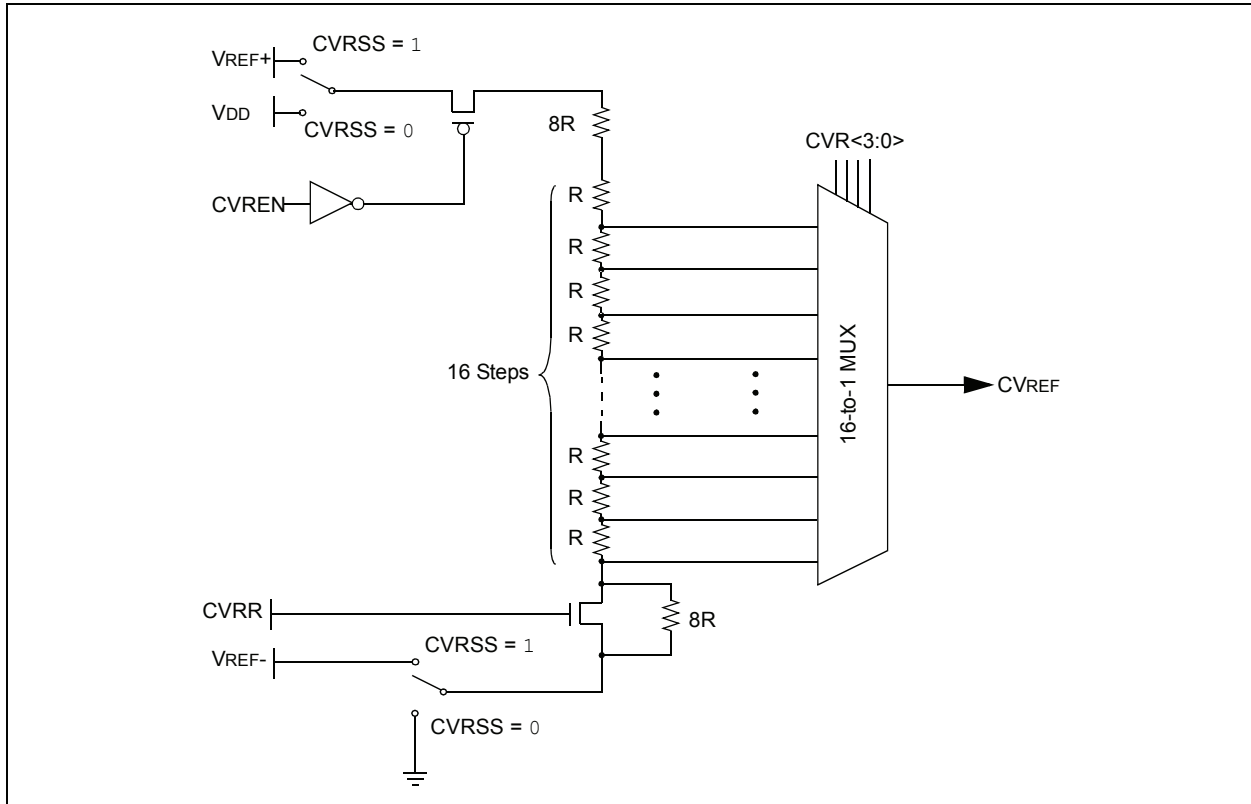 CVRSS = 1
VREF+
VDD
CVRSS = 0
8R
CVR<3:0>
CVREN
R
R
R
R
16 Steps
16-to-1 MUX
CVREF
R
R
R
CVRR
8R
CVRSS = 1
VREF-
CVRSS = 0